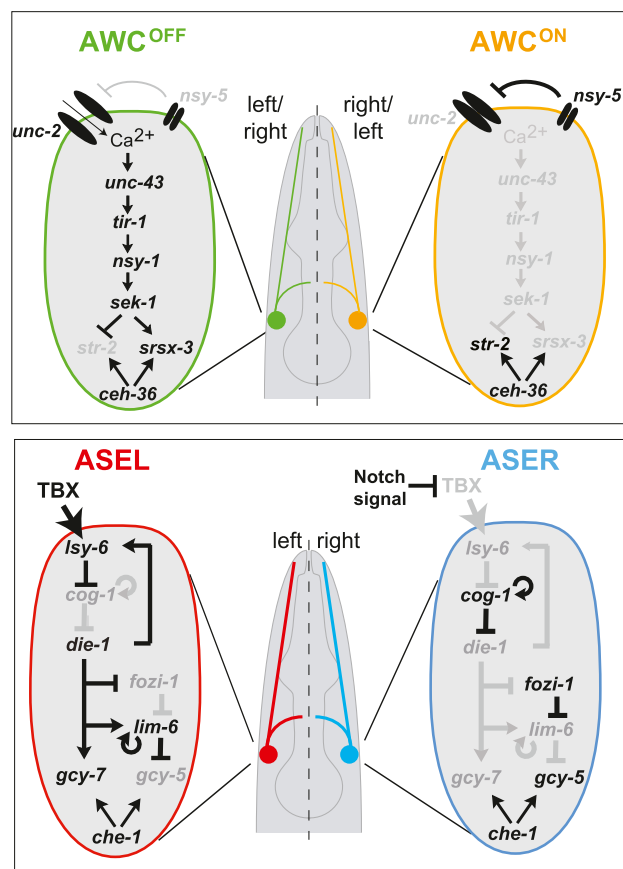 AWC OFF
AWC ON
nsy-5
unc-2
Ca2+
unc-43
tir-1
nsy-1
sek-1
str-2
srsx-3
ceh-36
left/
right
right/
left
nsy-5
unc-2
Ca2+
unc-43
tir-1
nsy-1
sek-1
str-2
srsx-3
ceh-36
ASEL
ASER
TBX
lsy-6
cog-1
die-1
fozi-1
lim-6
gcy-7
gcy-5
che-1
left
right
Notch
signal
TBX
lsy-6
cog-1
die-1
fozi-1
lim-6
gcy-7
gcy-5
che-1